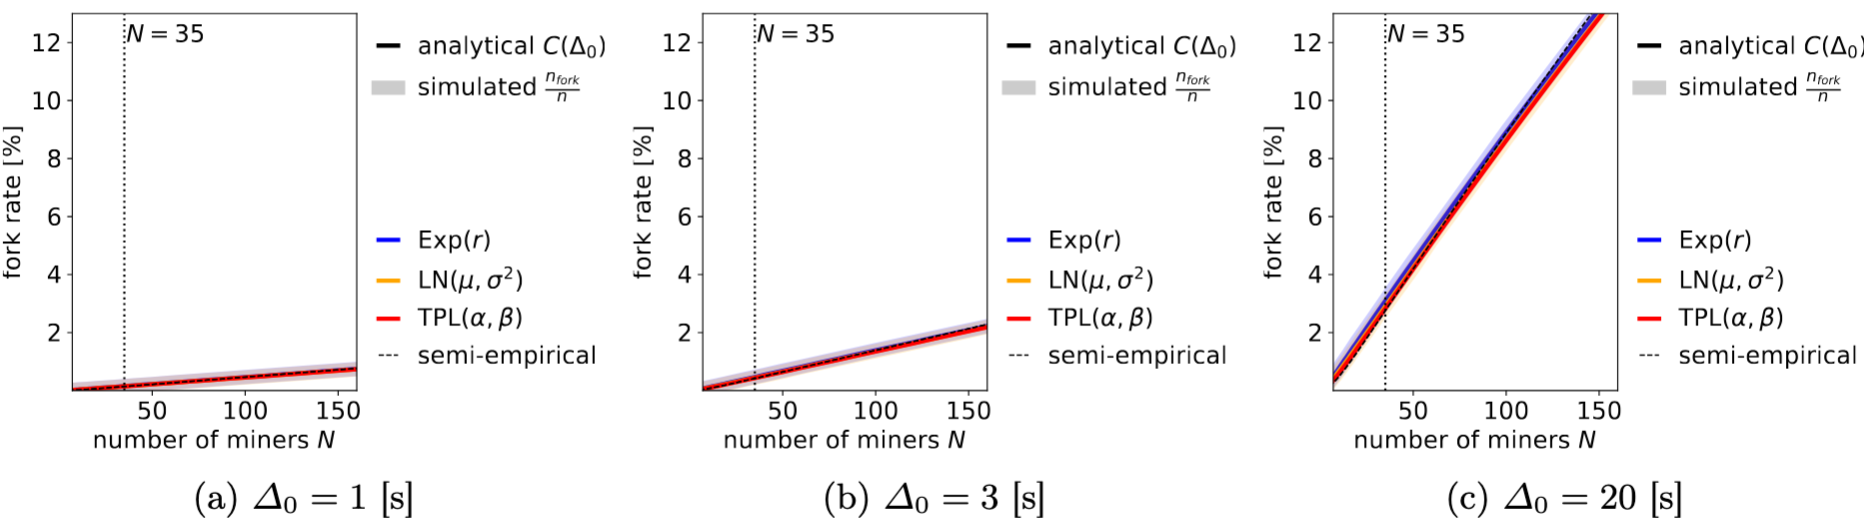 N = 35
12
10
8
6
4
2
fork rate [%]
50 100 150
number of miners N
analytical C(Δ₀)
simulated n_fork/n
Exp(r)
LN(μ, σ²)
TPL(α, β)
semi-empirical
(a) Δ₀ = 1 [s]
N = 35
12
10
8
6
4
2
fork rate [%]
50 100 150
number of miners N
analytical C(Δ₀)
simulated n_fork/n
Exp(r)
LN(μ, σ²)
TPL(α, β)
semi-empirical
(b) Δ₀ = 3 [s]
N = 35
12
10
8
6
4
2
fork rate [%]
50 100 150
number of miners N
analytical C(Δ₀)
simulated n_fork/n
Exp(r)
LN(μ, σ²)
TPL(α, β)
semi-empirical
(c) Δ₀ = 20 [s]